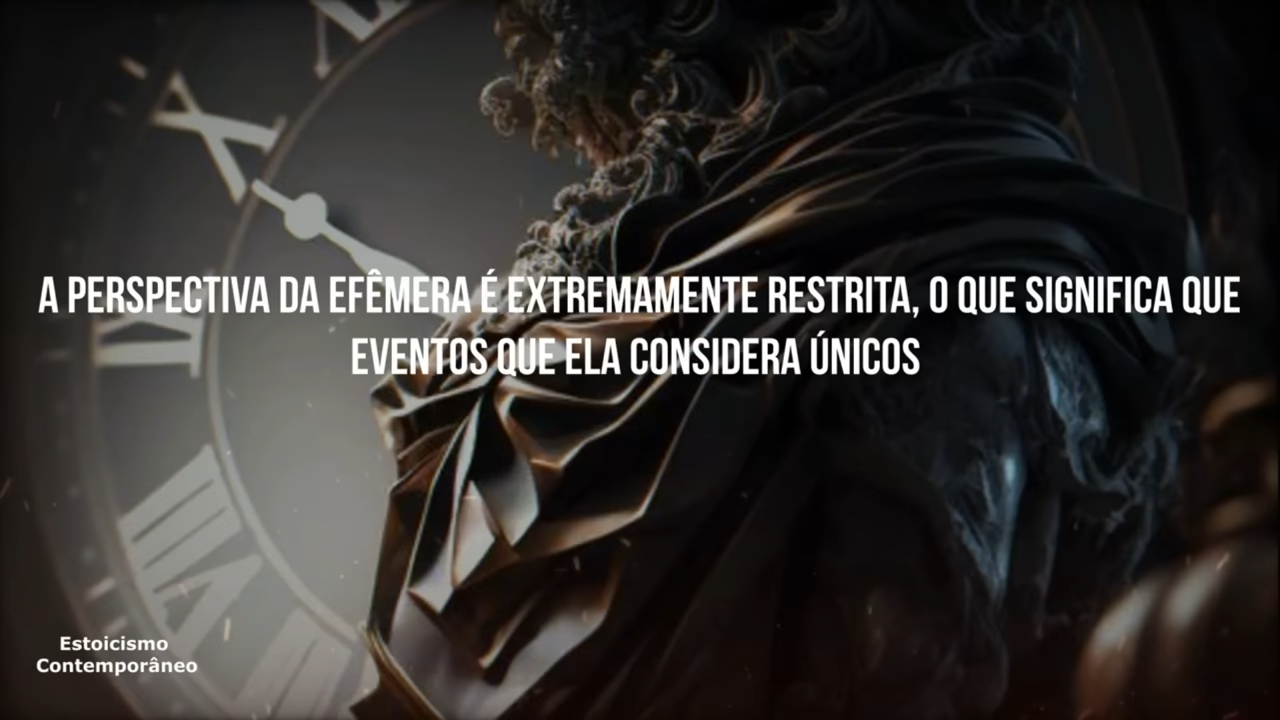 A PERSPECTIVA DA EFÊMERA É EXTREMAMENTE RESTRITA, O QUE SIGNIFICA QUE
EVENTOS QUE ELA CONSIDERA ÚNICOS
Estoicismo
Contemporâneo